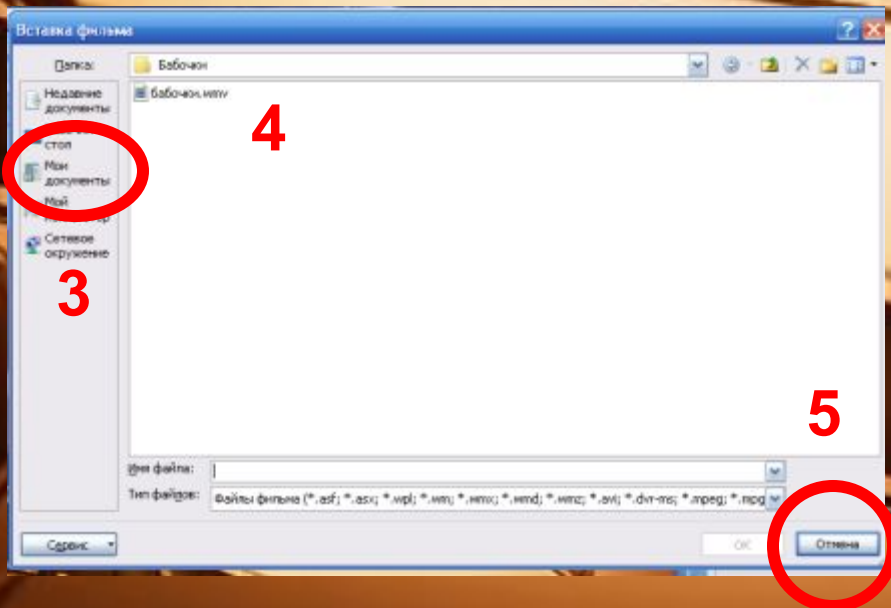 Вставка фильма
Папка:
Бабочки
Недавние
документы
бабочки.wmv
4
стол
Мои
документы
Мой
Сетевое
окружение
3
5
Имя файла:
Тип файлов:
Файлы фильма (*.asf; *.asx; *.wpl; *.wm; *.wmx; *.wmd; *.wmz; *.avi; *.dvr-ms; *.mpeg; *.mpg
Сервис
ОК
Отмена